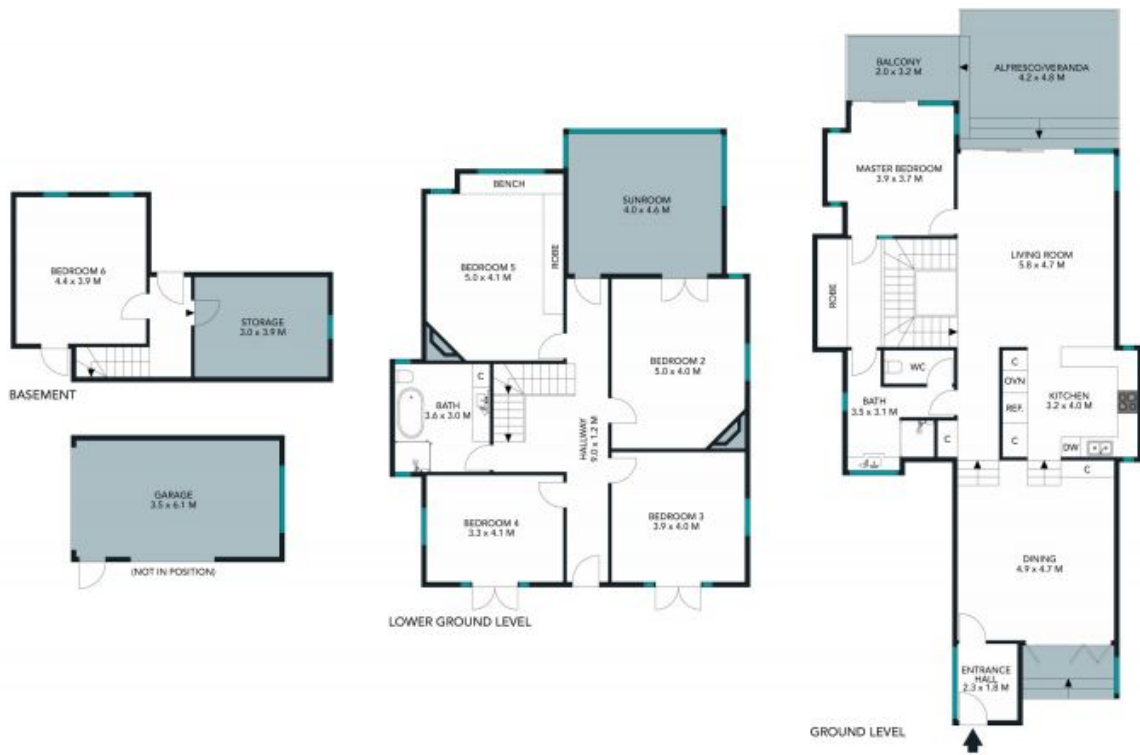 BEDROOM 6
4.4 x 3.9 M
STORAGE
3.0 x 3.9 M
BASEMENT
GARAGE
3.5 x 6.1 M
(NOT IN POSITION)
BENCH
SUNROOM
4.0 x 4.6 M
BEDROOM 5
5.0 x 4.1 M
ROBE
BEDROOM 2
5.0 x 4.0 M
C
BATH
3.6 x 3.0 M
HALLWAY
9.0 x 1.2 M
BEDROOM 4
3.3 x 4.1 M
BEDROOM 3
3.9 x 4.0 M
LOWER GROUND LEVEL
BALCONY
2.0 x 3.2 M
ALFRESCO/VERANDA
4.2 x 4.8 M
MASTER BEDROOM
3.9 x 3.7 M
LIVING ROOM
5.8 x 4.7 M
ROBE
WC
BATH
3.5 x 3.1 M
C
C
OVN
REF.
C
KITCHEN
3.2 x 4.0 M
DW
C
DINING
4.9 x 4.7 M
ENTRANCE
HALL
2.3 x 1.8 M
GROUND LEVEL